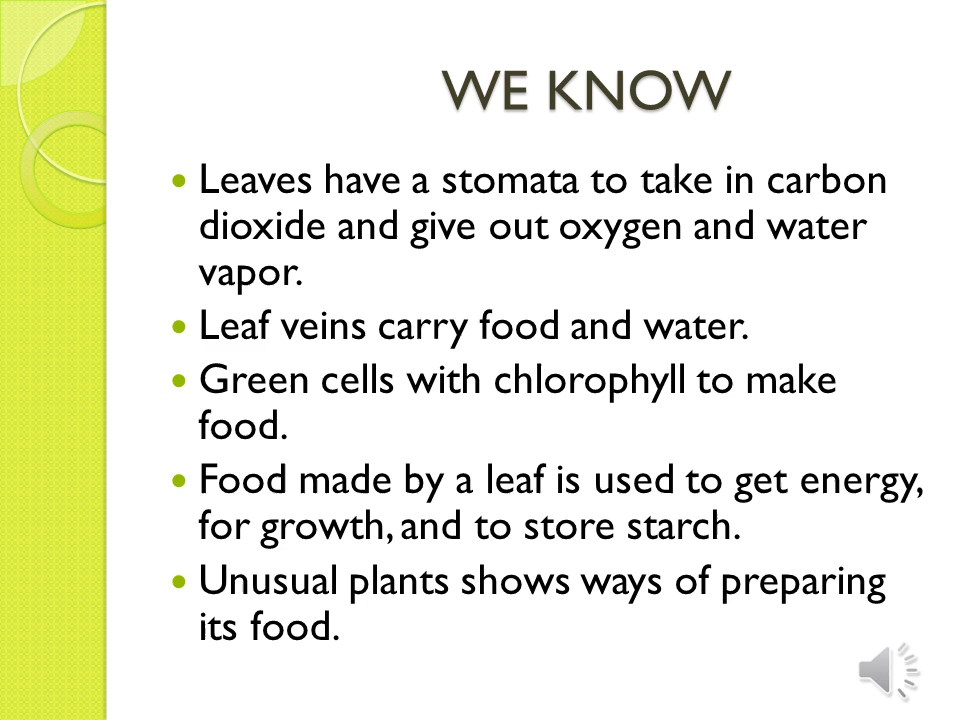 WE KNOW
Leaves have a stomata to take in carbon
dioxide and give out oxygen and water
vapor.
Leaf veins carry food and water.
Green cells with chlorophyll to make
food.
Food made by a leaf is used to get energy,
for growth, and to store starch.
Unusual plants shows ways of preparing
its food.